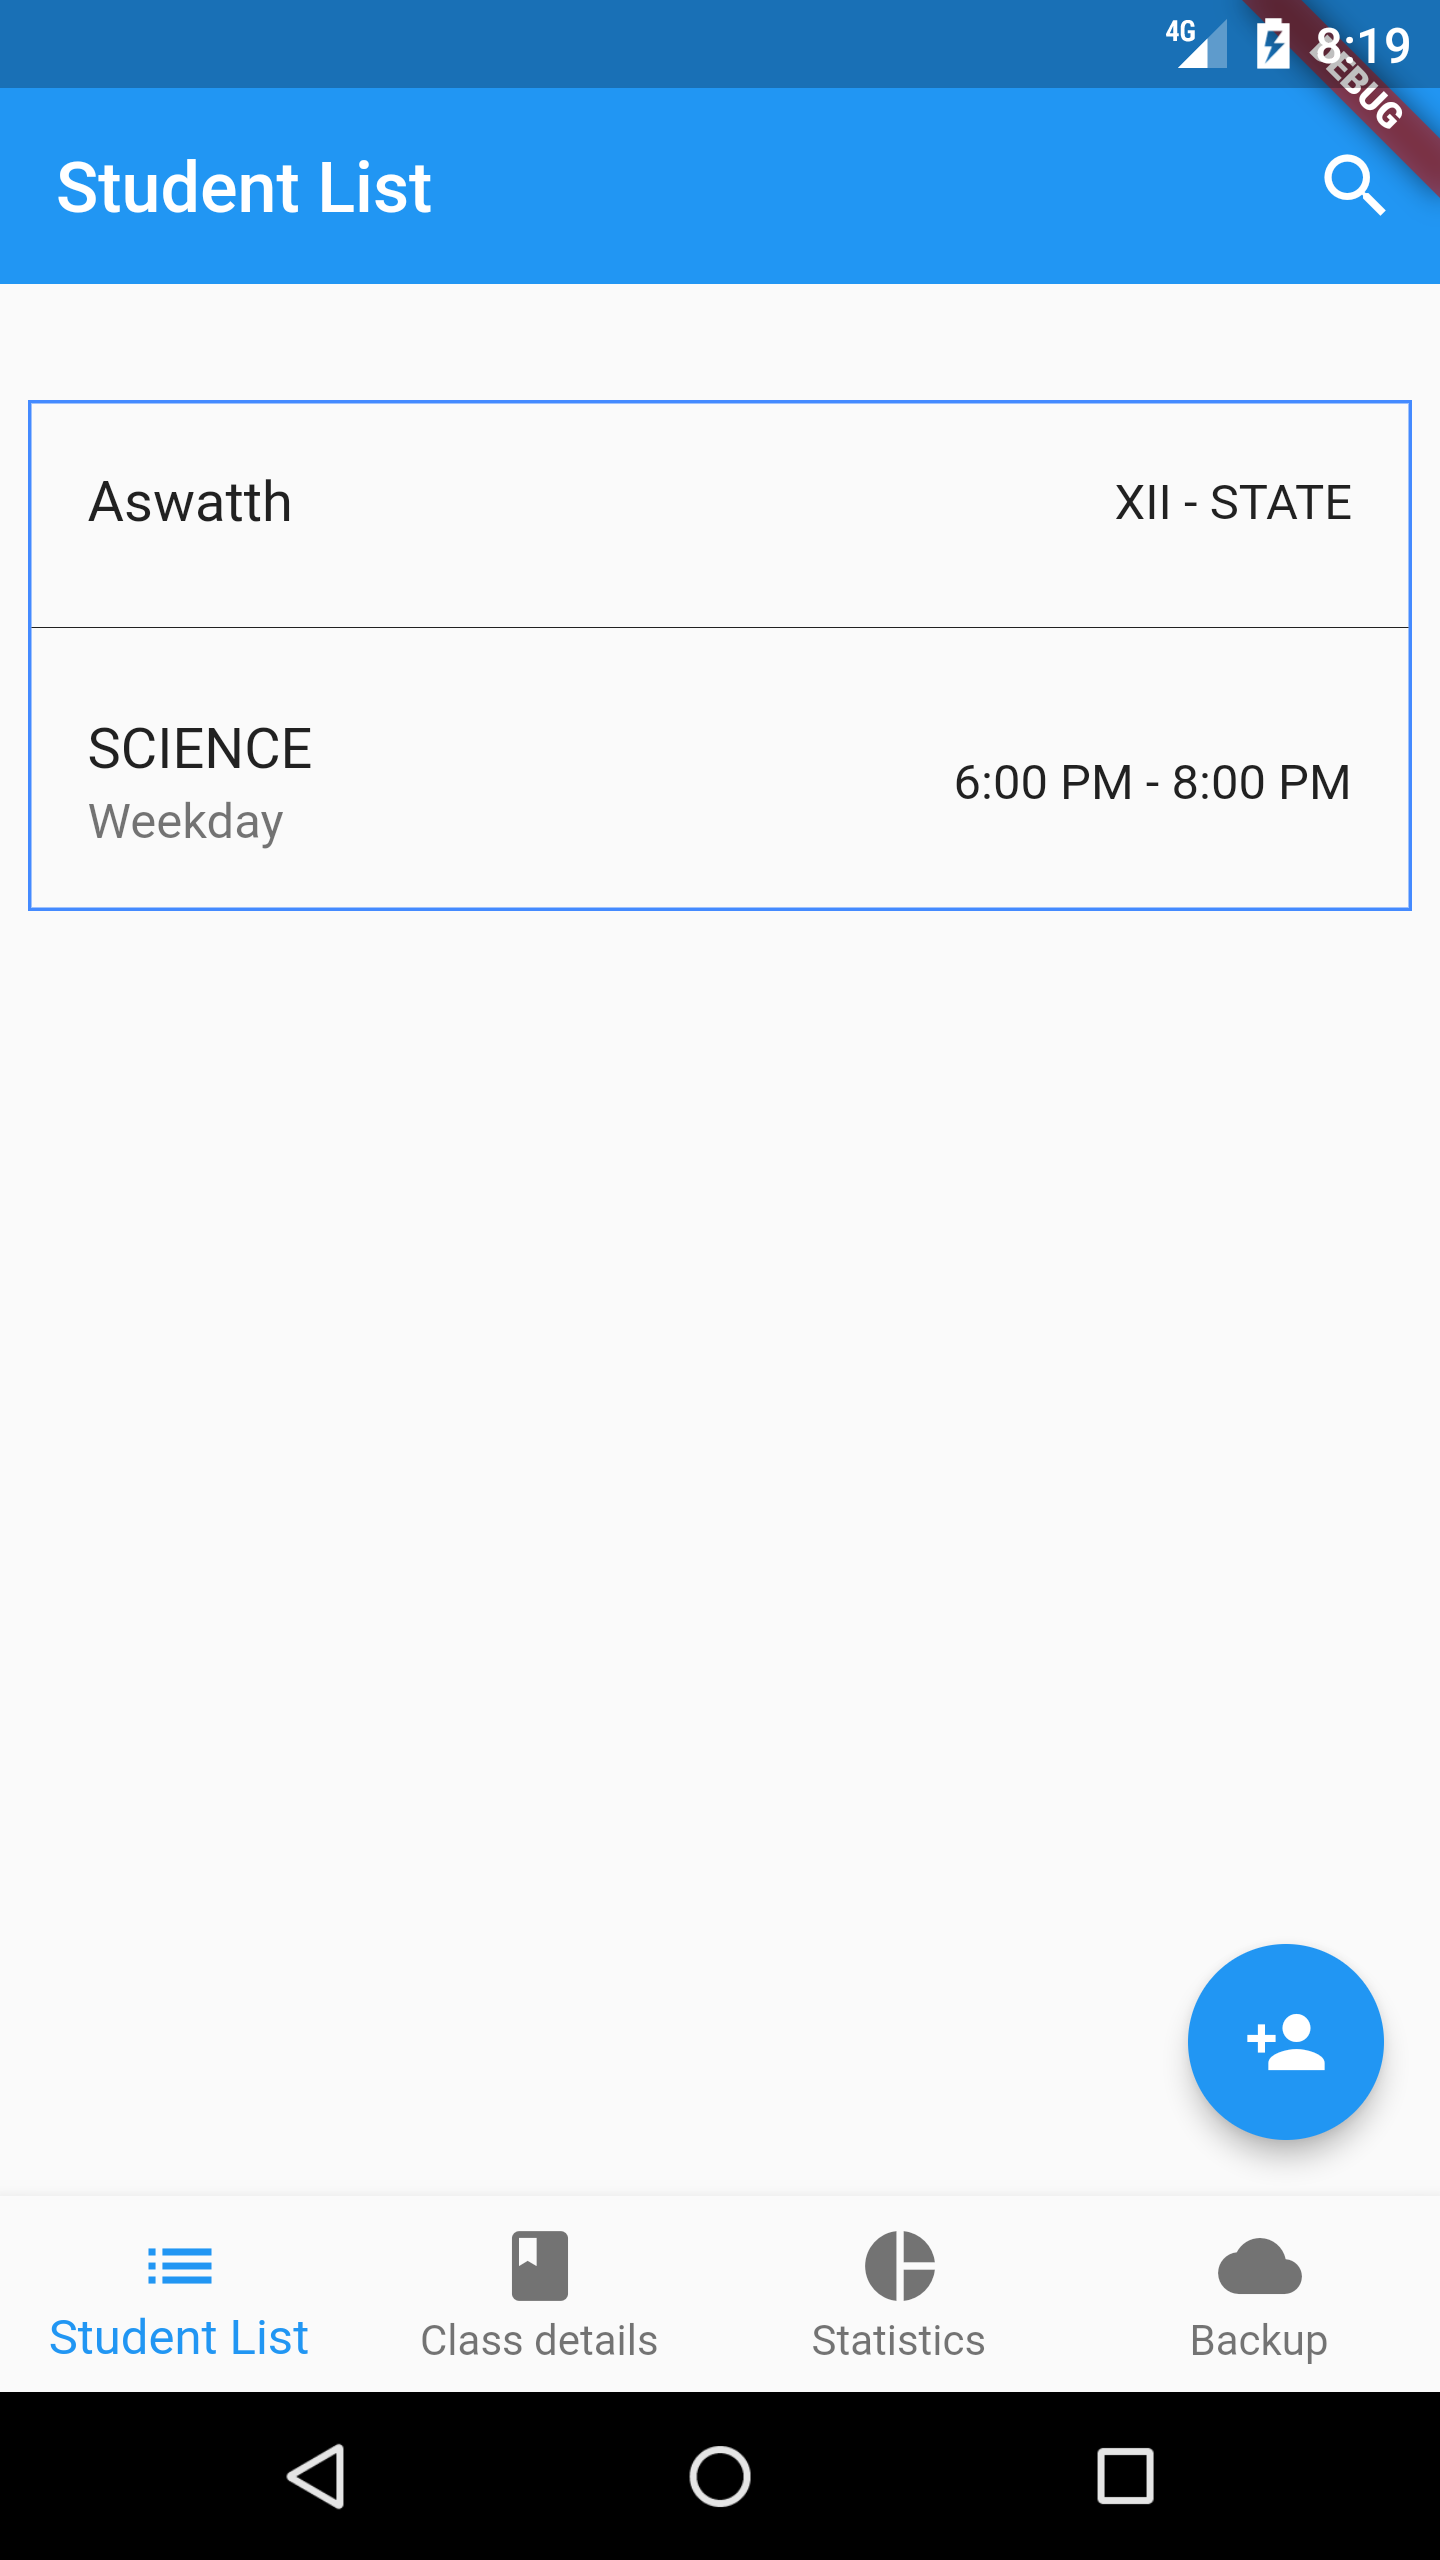 4G 8:19
DEBUG
Student List
Aswatth XII - STATE
SCIENCE
Weekday
6:00 PM - 8:00 PM
Student List Class details Statistics Backup